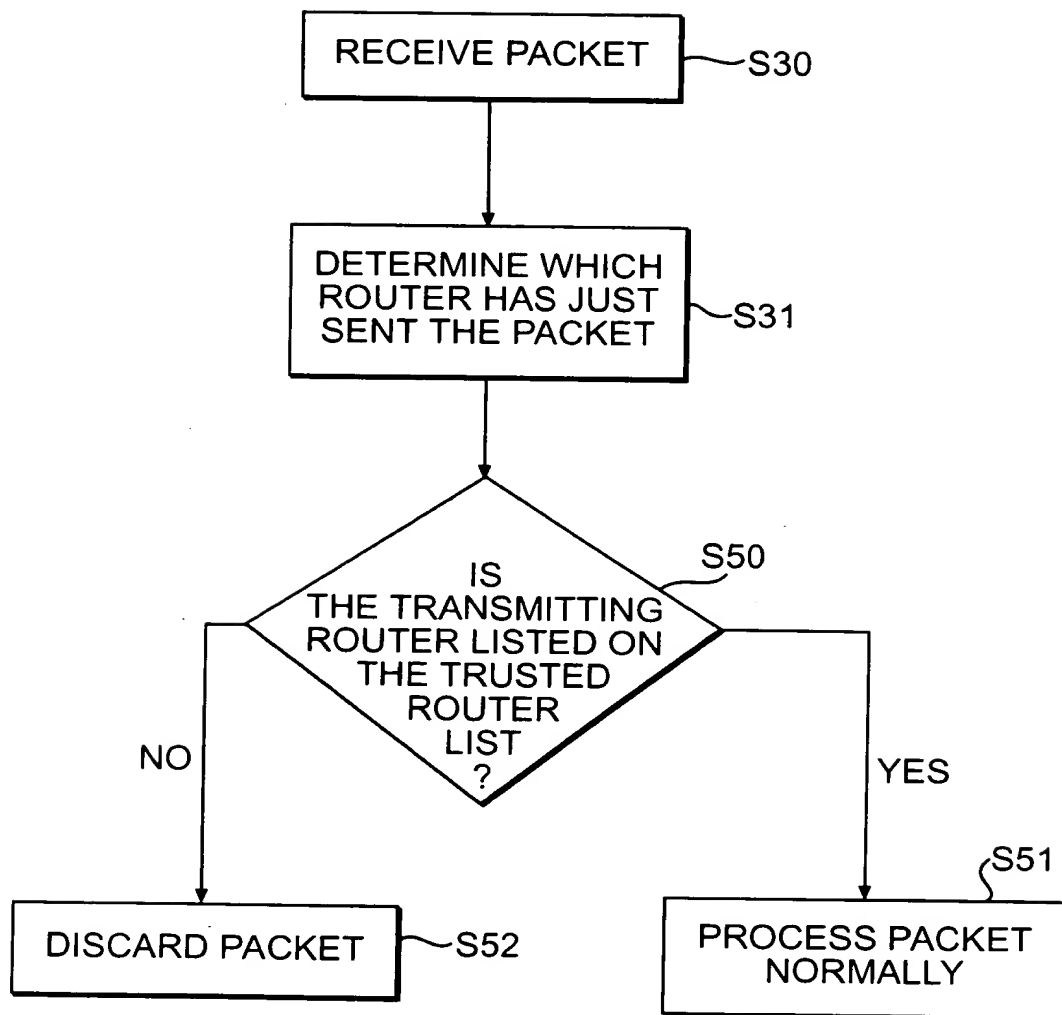 RECEIVE PACKET
S30
DETERMINE WHICH
ROUTER HAS JUST
SENT THE PACKET
S31
IS
THE TRANSMITTING
ROUTER LISTED ON
THE TRUSTED
ROUTER
LIST
?
S50
NO
YES
DISCARD PACKET
S52
PROCESS PACKET
NORMALLY
S51